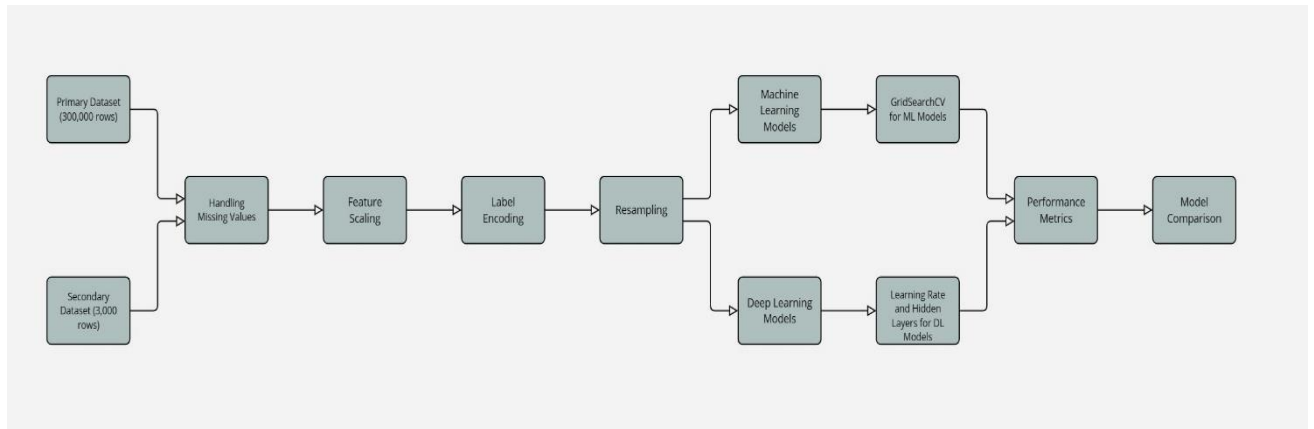 Primary Dataset
(300,000 rows)
Secondary
Dataset (3,000
rows)
Handling
Missing Values
Feature
Scaling
Label
Encoding
Resampling
Machine
Learning
Models
GridSearchCV
for ML Models
Deep Learning
Models
Learning Rate
and Hidden
Layers for DL
Models
Performance
Metrics
Model
Comparison